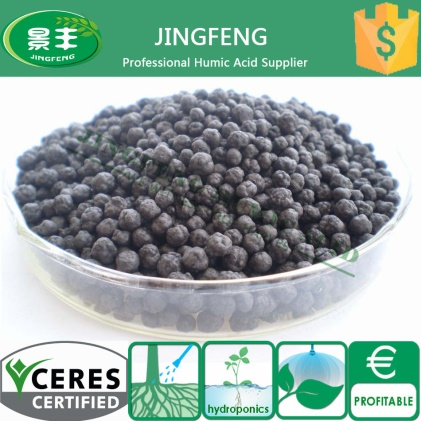 景丰
JINGFENG
JINGFENG
Professional Humic Acid Supplier
$
CERES
CERTIFIED
hydroponics
€
PROFITABLE